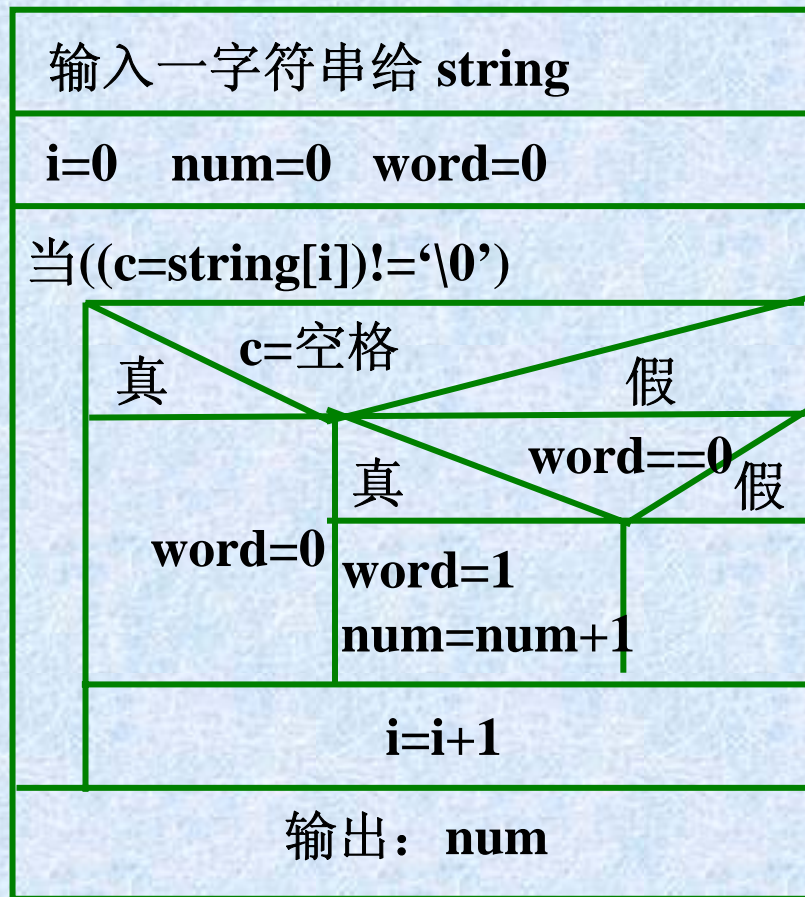 输入一字符串给 string
i=0 num=0 word=0
当((c=string[i])!=‘\0’)
c=空格
真 假
word==0
真 假
word=0
word=1
num=num+1
i=i+1
输出：num